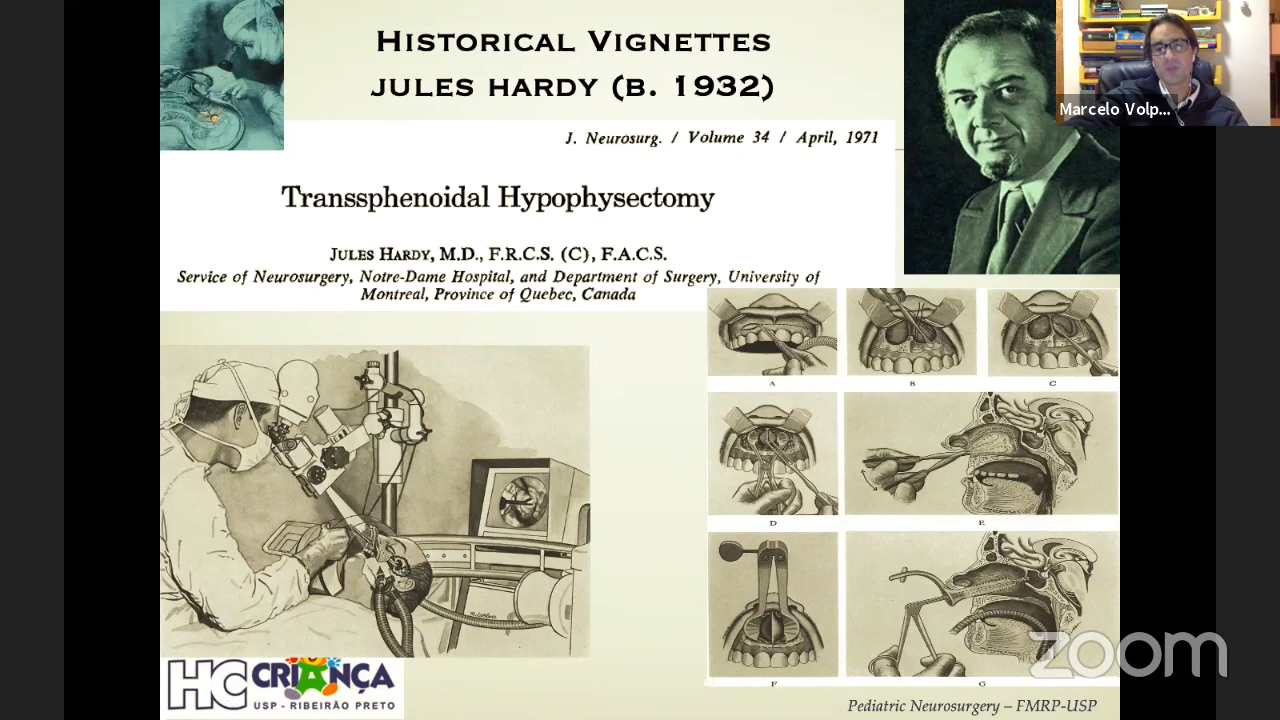 HISTORICAL VIGNETTES
JULES HARDY (B. 1932)
Marcelo Volp...
J. Neurosurg. / Volume 34 / April, 1971
Transsphenoidal Hypophysectomy
JULES HARDY, M.D., F.R.C.S. (C), F.A.C.S.
Service of Neurosurgery, Notre-Dame Hospital, and Department of Surgery, University of
Montreal, Province of Quebec, Canada
A B C
D E
F G
HC CRIANÇA
USP - RIBEIRÃO PRETO
zoom
Pediatric Neurosurgery – FMRP-USP